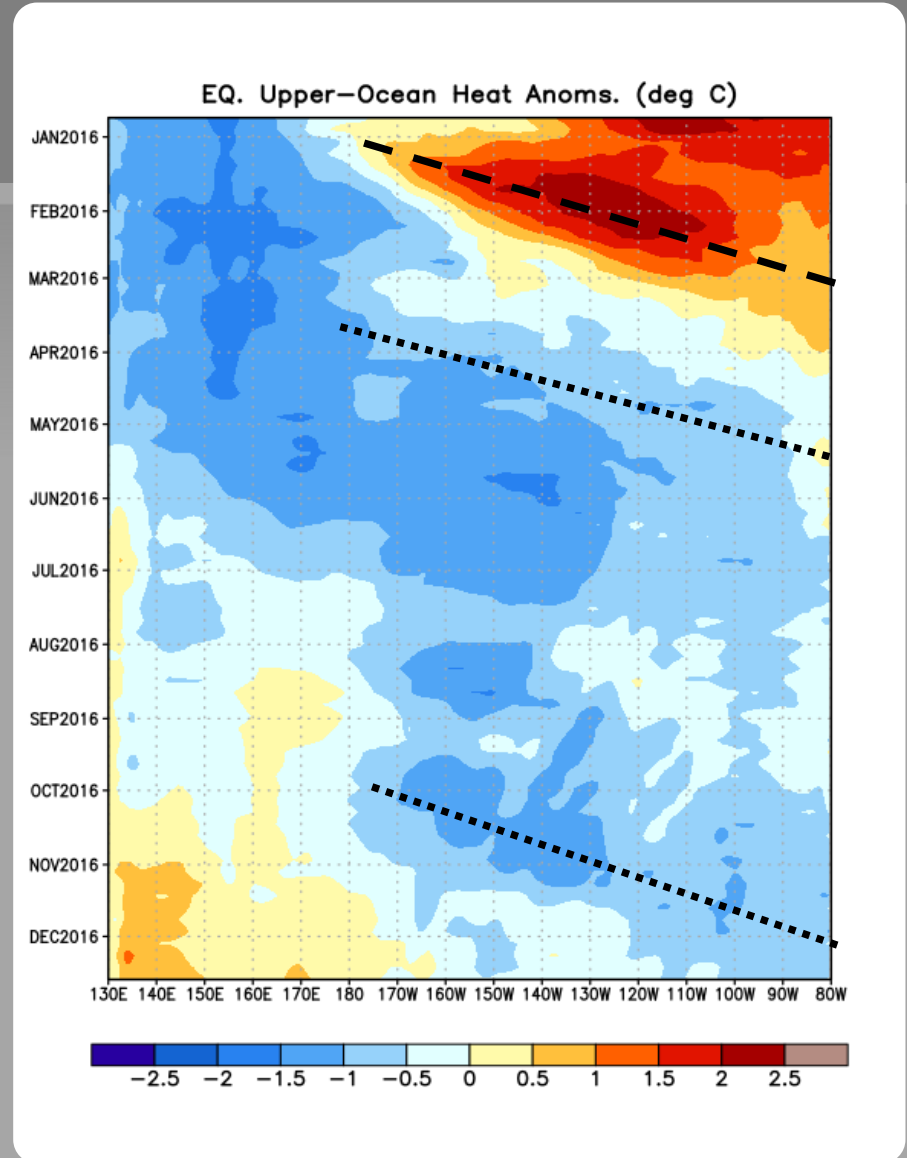 EQ. Upper-Ocean Heat Anoms. (deg C)
JAN2016
FEB2016
MAR2016
APR2016
MAY2016
JUN2016
JUL2016
AUG2016
SEP2016
OCT2016
NOV2016
DEC2016
130E 140E 150E 160E 170E 180 170W 160W 150W 140W 130W 120W 110W 100W 90W 80W
-2.5 -2 -1.5 -1 -0.5 0 0.5 1 1.5 2 2.5